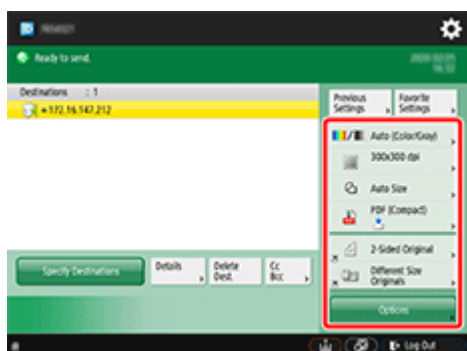 Ready to send.
Destinations : 1
172.16.147.212
Previous
Settings
Favorite
Settings
Auto (Color/Gray)
300x300 dpi
Auto Size
PDF (Compact)
2-Sided Original
Different Size
Originals
Options
Specify Destinations
Details
Delete
Dest.
Cc
Bcc
Log Out